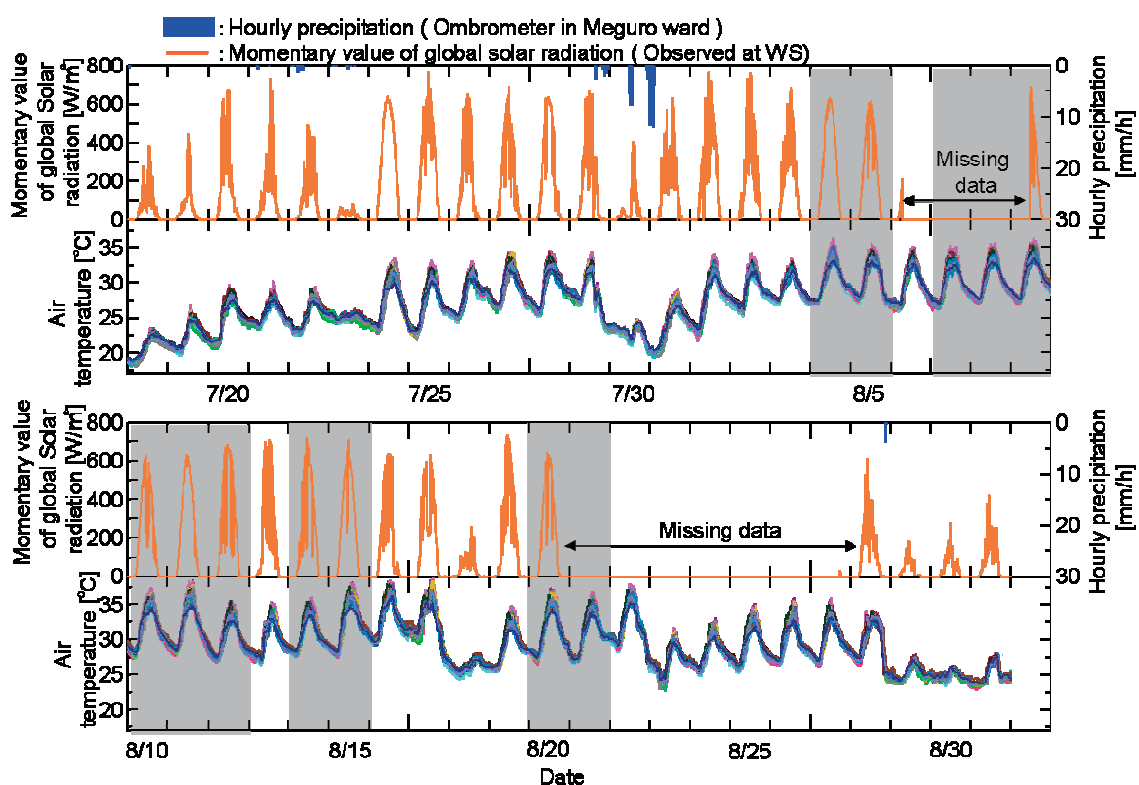 : Hourly precipitation ( Ombrometer in Meguro ward )
: Momentary value of global solar radiation ( Observed at WS)
Momentary value
of global Solar
radiation [W/m²]
800
600
400
200
0
0
10
20
30
Hourly precipitation
[mm/h]
Missing
data
Air
temperature [°C]
35
30
25
20
7/20
7/25
7/30
8/5
Momentary value
of global Solar
radiation [W/m²]
800
600
400
200
0
0
10
20
30
Hourly precipitation
[mm/h]
Missing data
Air
temperature [°C]
35
30
25
20
8/10
8/15
8/20
8/25
8/30
Date